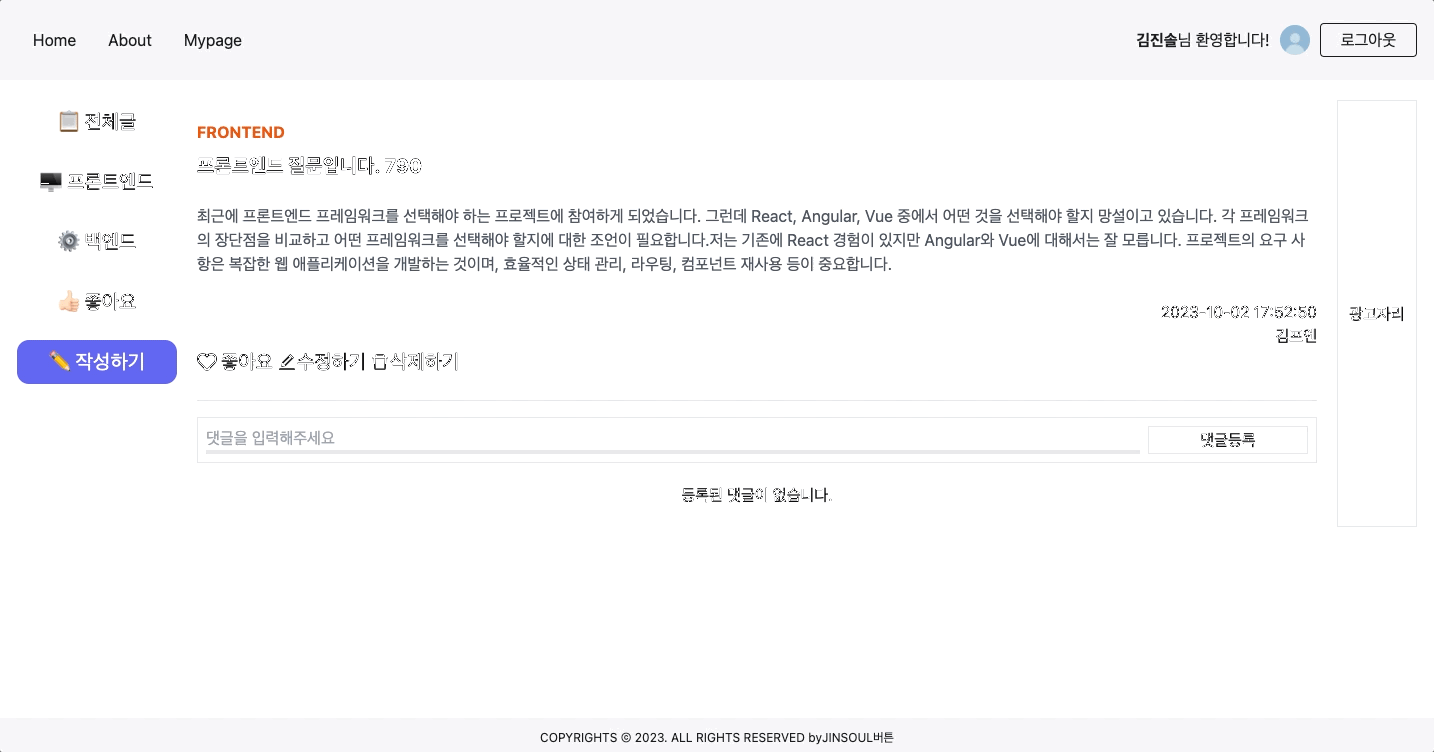 Home About Mypage
김진솔님 환영합니다! 로그아웃
전체글
프론트엔드
백엔드
좋아요
작성하기
FRONTEND
프론트엔드 질문입니다. 790
최근에 프론트엔드 프레임워크를 선택해야 하는 프로젝트에 참여하게 되었습니다. 그런데 React, Angular, Vue 중에서 어떤 것을 선택해야 할지 망설이고 있습니다. 각 프레임워크
의 장단점을 비교하고 어떤 프레임워크를 선택해야 할지에 대한 조언이 필요합니다.저는 기존에 React 경험이 있지만 Angular와 Vue에 대해서는 잘 모릅니다. 프로젝트의 요구 사
항은 복잡한 웹 애플리케이션을 개발하는 것이며, 효율적인 상태 관리, 라우팅, 컴포넌트 재사용 등이 중요합니다.
2023-10-02 17:52:50
김프엔
좋아요 수정하기 삭제하기
댓글을 입력해주세요 댓글등록
등록된 댓글이 없습니다.
광고자리
COPYRIGHTS © 2023. ALL RIGHTS RESERVED byJINSOUL버튼